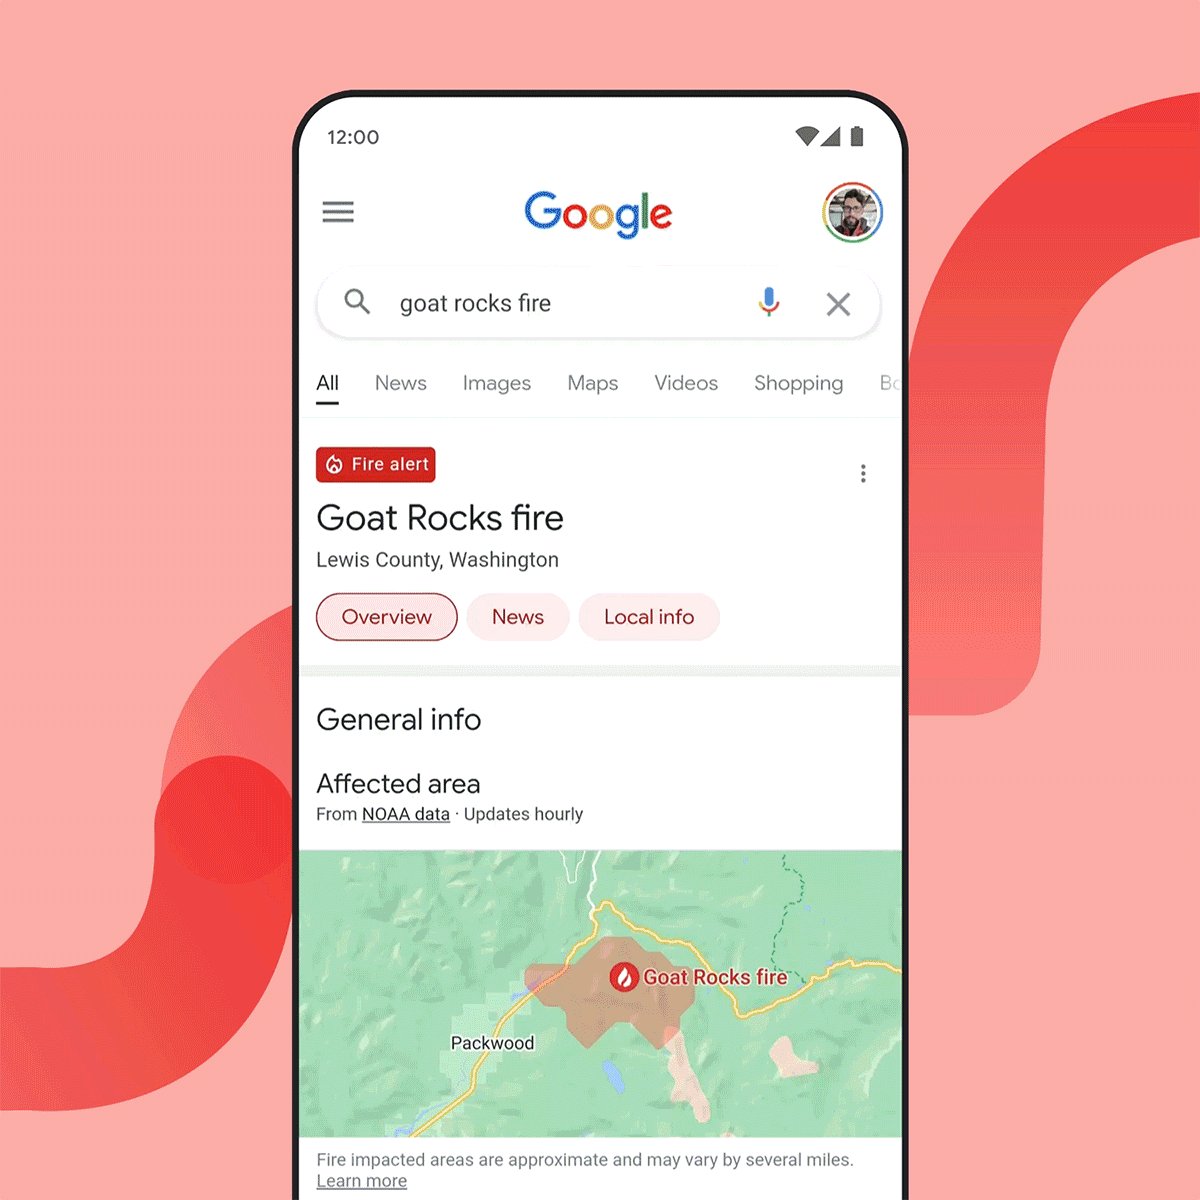 12:00
Google
goat rocks fire
All News Images Maps Videos Shopping
Fire alert
Goat Rocks fire
Lewis County, Washington
Overview News Local info
General info
Affected area
From NOAA data · Updates hourly
Goat Rocks fire
Packwood
Fire impacted areas are approximate and may vary by several miles.
Learn more